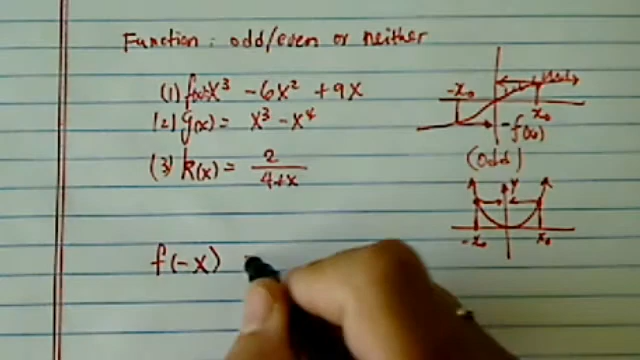 Function: odd/even or neither
(1) f(x)=x³ - 6x² + 9x
(2) g(x) = x³ - x⁴
(3) k(x) = 2/(4+x)
-x₀
x₀
-f(x₀)
(odd)
y
-x₀ x₀
f(-x)